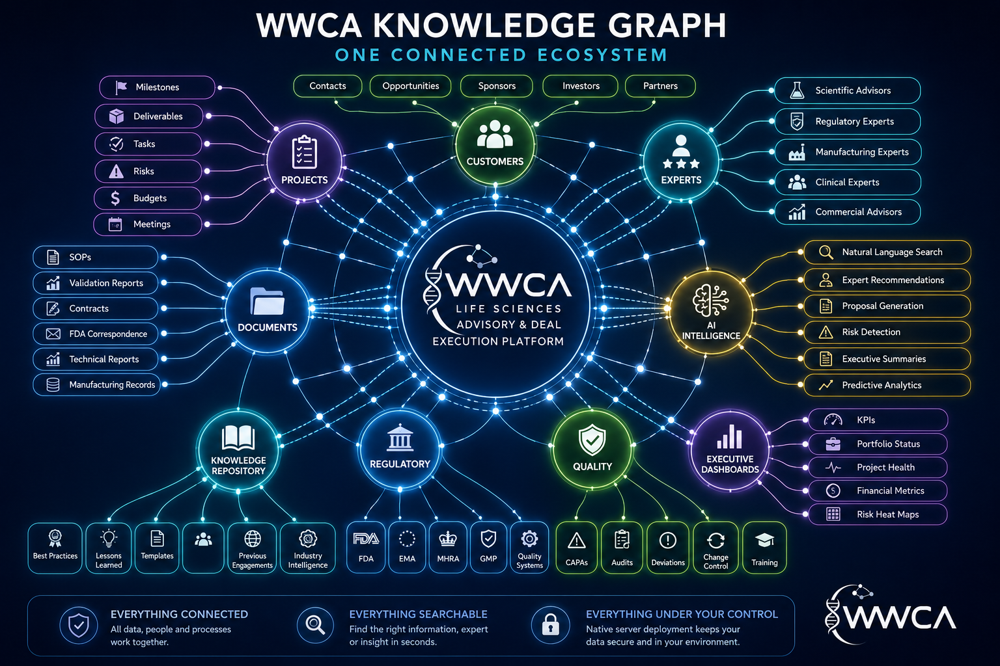 WWCA KNOWLEDGE GRAPH
ONE CONNECTED ECOSYSTEM
Milestones
Deliverables
Tasks
Risks
Budgets
Meetings
PROJECTS
Contacts
Opportunities
Sponsors
Investors
Partners
CUSTOMERS
EXPERTS
Scientific Advisors
Regulatory Experts
Manufacturing Experts
Clinical Experts
Commercial Advisors
SOPs
Validation Reports
Contracts
FDA Correspondence
Technical Reports
Manufacturing Records
DOCUMENTS
WWCA
LIFE SCIENCES
ADVISORY & DEAL
EXECUTION PLATFORM
AI
INTELLIGENCE
Natural Language Search
Expert Recommendations
Proposal Generation
Risk Detection
Executive Summaries
Predictive Analytics
KNOWLEDGE
REPOSITORY
REGULATORY
QUALITY
EXECUTIVE
DASHBOARDS
KPIs
Portfolio Status
Project Health
Financial Metrics
Risk Heat Maps
Best Practices
Lessons
Learned
Templates
Previous
Engagements
Industry
Intelligence
FDA
FDA
EMA
MHRA
GMP
Quality
Systems
CAPAs
Audits
Deviations
Change
Control
Training
EVERYTHING CONNECTED
All data, people and processes
work together.
EVERYTHING SEARCHABLE
Find the right information, expert
or insight in seconds.
EVERYTHING UNDER YOUR CONTROL
Native server deployment keeps your
data secure and in your environment.
WWCA